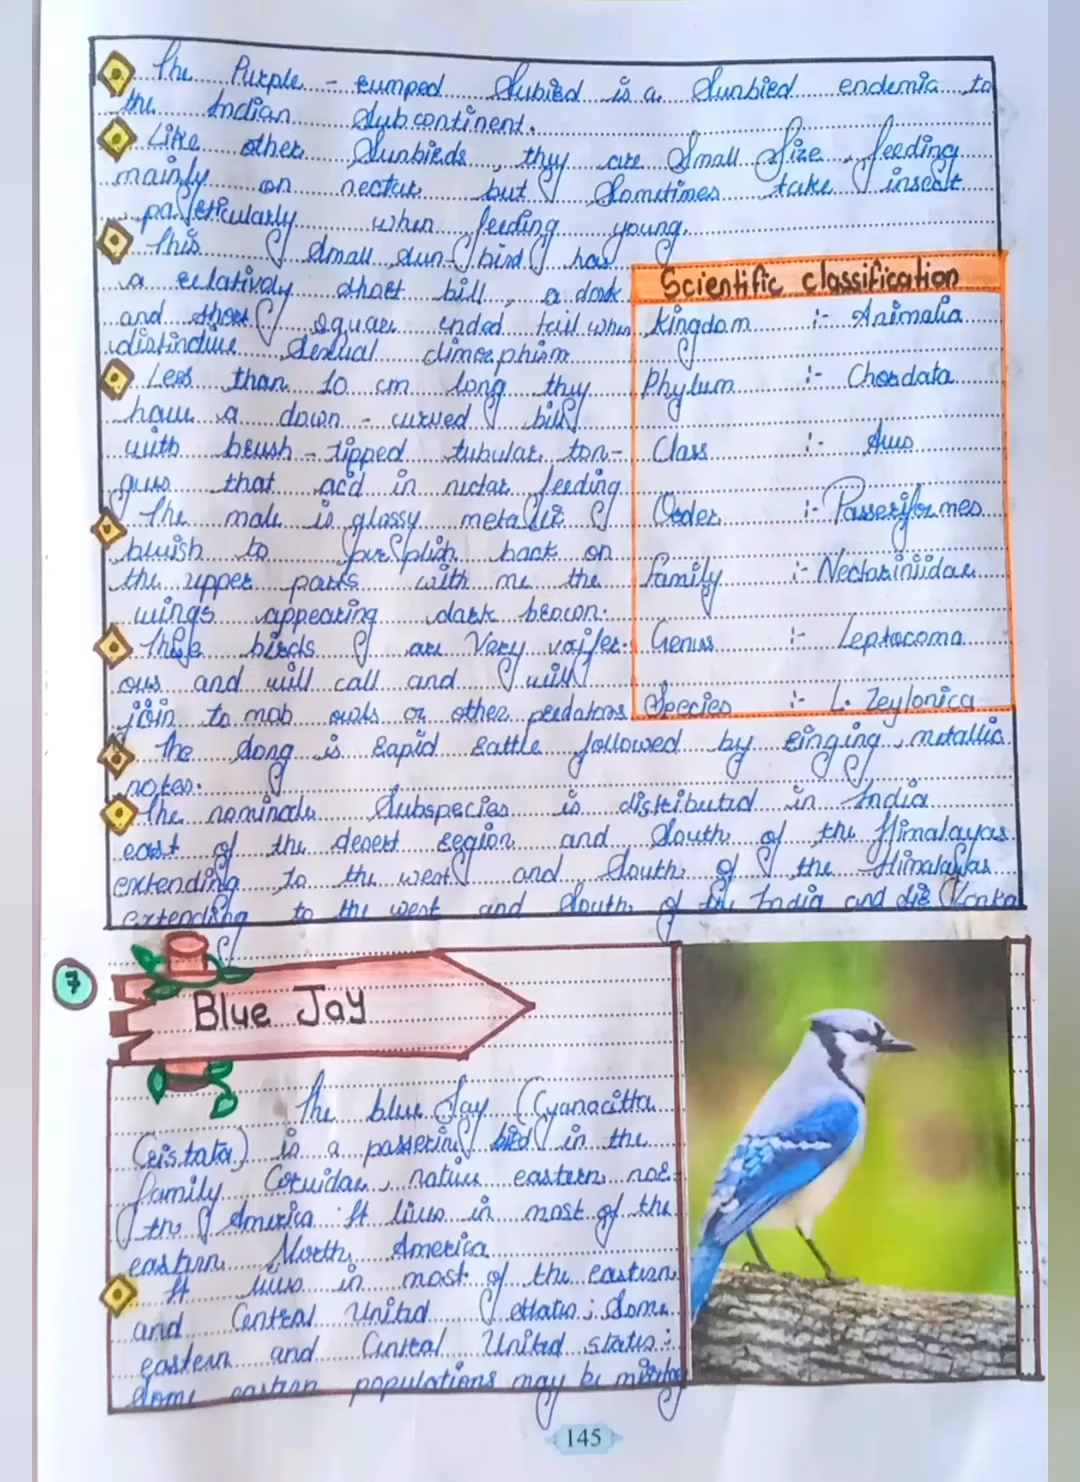 The Purple - rumped Subird is a Sunbird endemic to
the Indian Subcontinent.
Like other Sunbirds, they are Small Size, feeding
mainly on nectar but Sometimes take insect
particularly when feeding young.
This Small sun bird has
a relatively short bill, a dark
and short square ended tail when
distinctive Sexual dimorphism
Less than 10 cm long they
have a down - curved bill
with brush - tipped tubular ton-
gues that acid in nectar feeding
The male is glossy metallic
bluish to purplish back on
the upper parts with me the
wings appearing dark brown.
These birds are Very vaifer-
ous and will call and will
join to mob owls or other predators
Scientific classification
Kingdom :- Animalia
Phylum :- Chordata
Class :- Aves
Order :- Passeriformes
Family :- Nectariniidae
Genus :- Leptocoma
Species :- L. Zeylonica
The Song is rapid rattle followed by ringing, metallic
notes.
The nominade Subspecies is distributed in India
east of the desert region and South of the Himalayas
extending to the west and South of the Himalayas
extending to the west and South of India and
7
Blue Jay
The blue Jay (Cyanocitta
Cristata) is a passerine bird in the
family Corvidae, native eastern nor-
th America. It lives in most of the
eastern North America
It lives in most of the eastern
and Central United states; Some
eastern and Central United states;
Some eastern populations may be
145